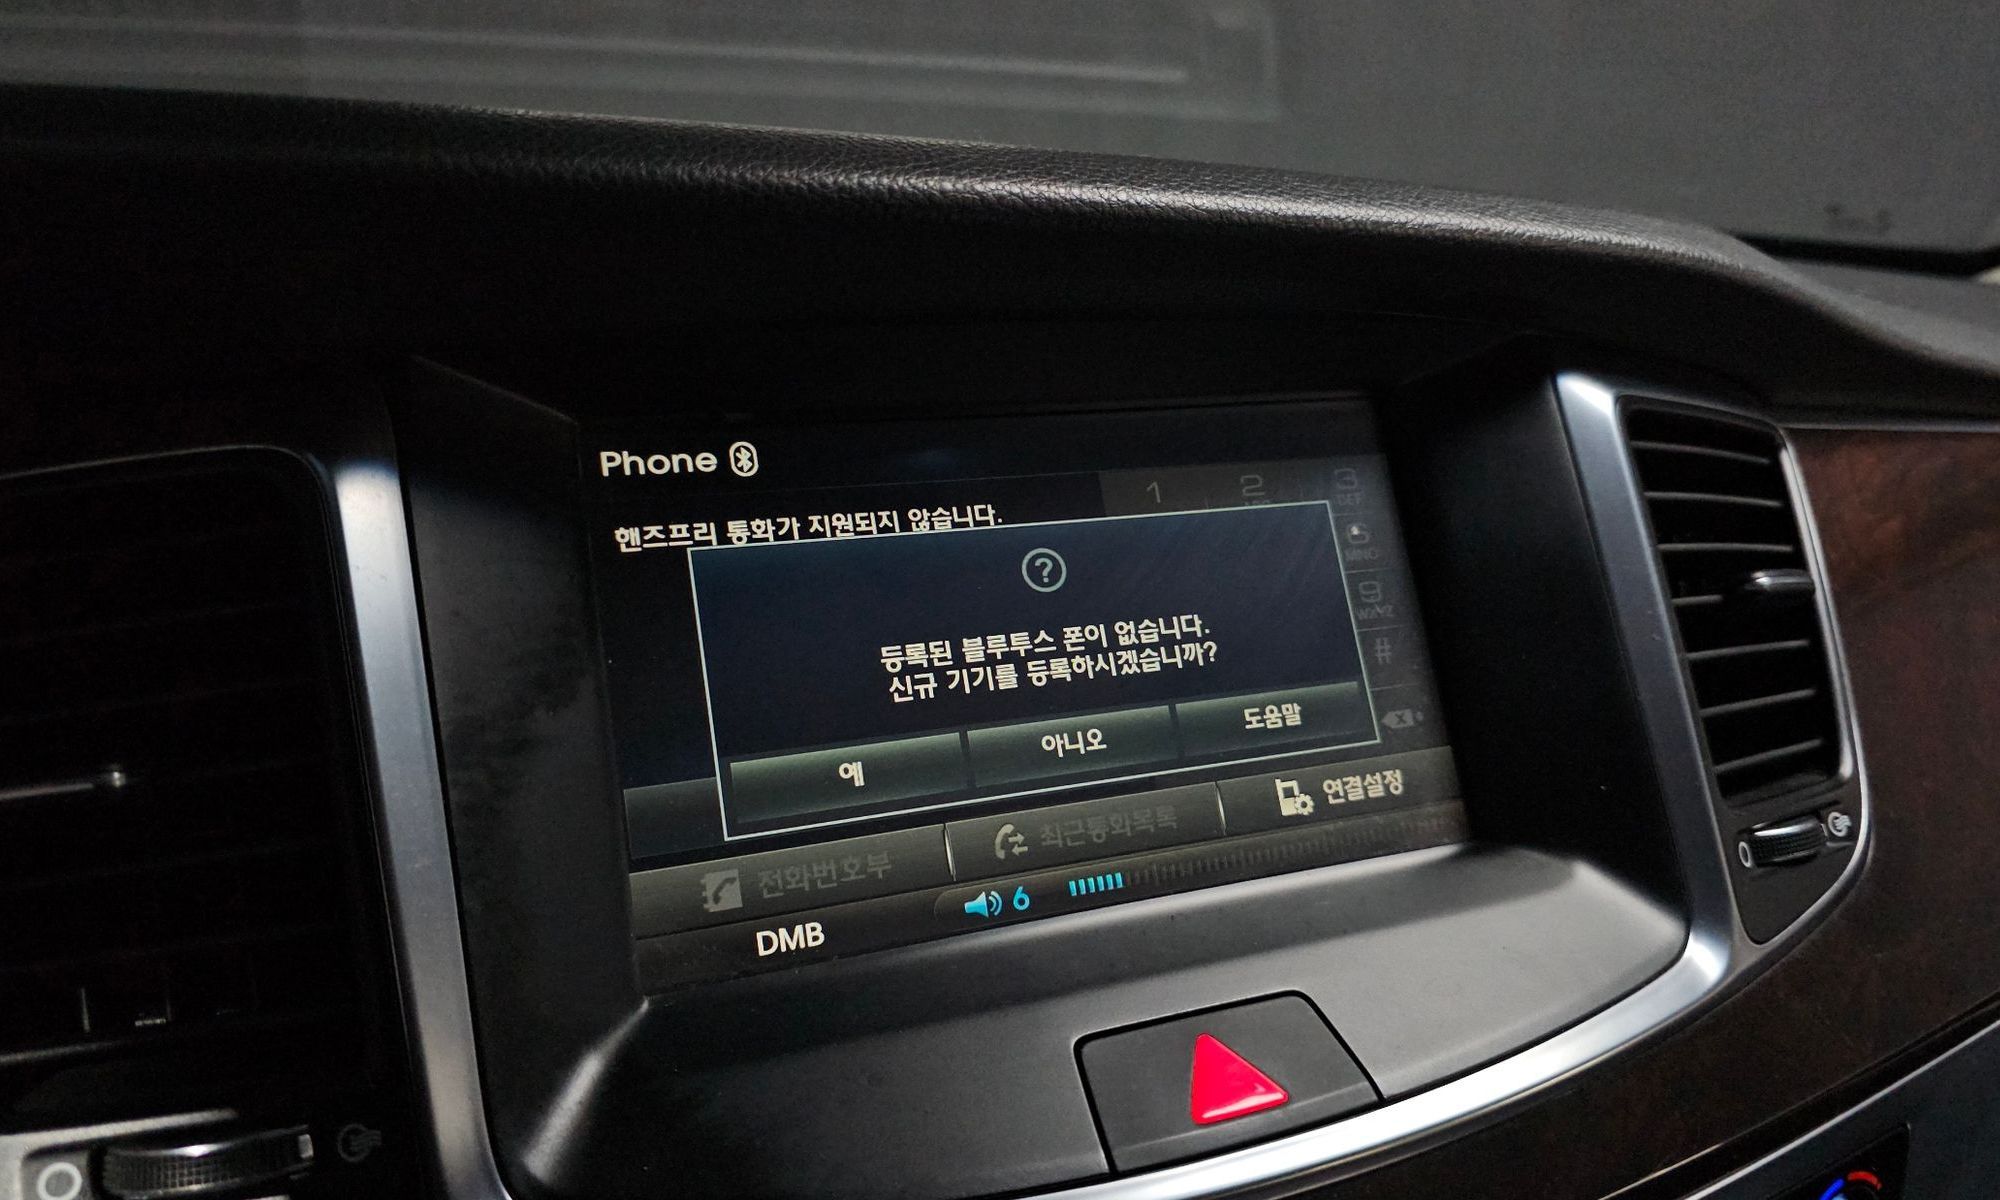 Phone
1 2 3
DEF
핸즈프리 통화가 지원되지 않습니다.
6
MNO
9
WXYZ
#
?
등록된 블루투스 폰이 없습니다.
신규 기기를 등록하시겠습니까?
예 아니오 도움말
전화번호부 최근통화목록 연결설정
DMB 6